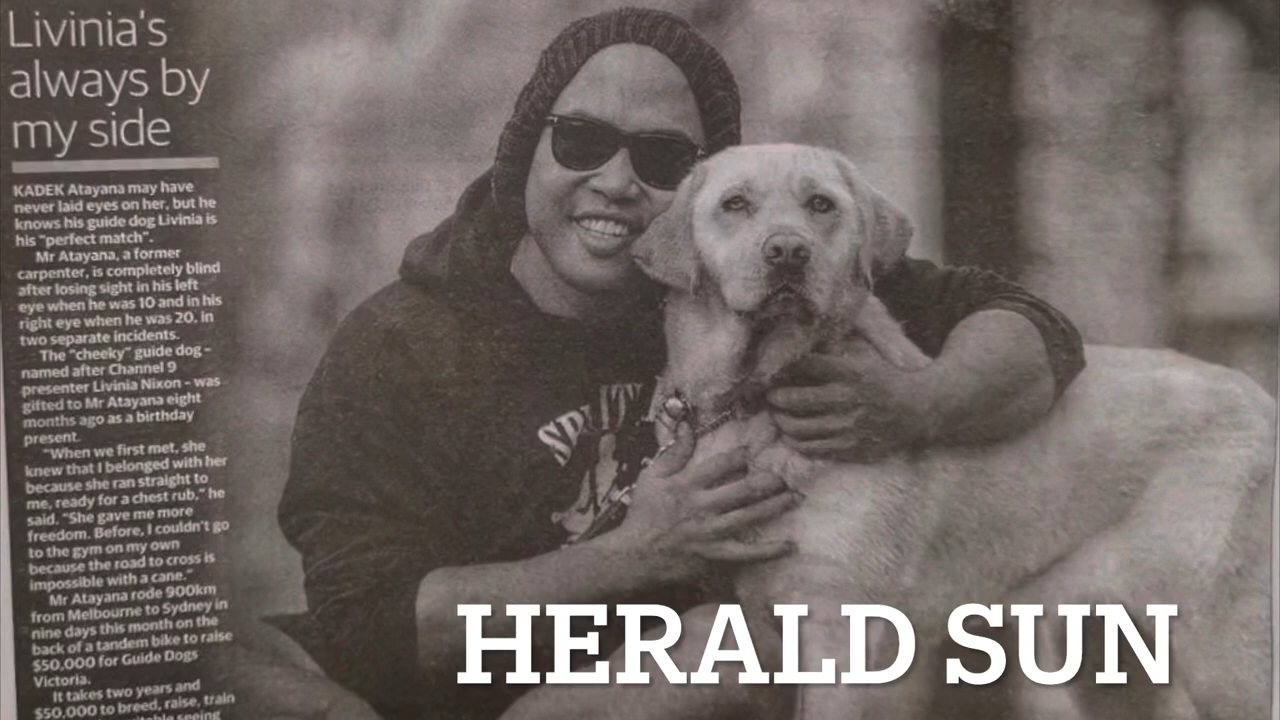 Livinia's
always by
my side
KADEK Atayana may have
never laid eyes on her, but he
knows his guide dog Livinia is
his "perfect match".
Mr Atayana, a former
carpenter, is completely blind
after losing sight in his left
eye when he was 10 and in his
right eye when he was 20, in
two separate incidents.
The "cheeky" guide dog –
named after Channel 9
presenter Livinia Nixon – was
gifted to Mr Atayana eight
months ago as a birthday
present.
"When we first met, she
knew that I belonged with her
because she ran straight to
me, ready for a chest rub," he
said. "She gave me more
freedom. Before, I couldn't go
to the gym on my own
because the road to cross is
impossible with a cane."
Mr Atayana rode 900km
from Melbourne to Sydney in
nine days this month on the
back of a tandem bike to raise
$50,000 for Guide Dogs
Victoria.
It takes two years and
$50,000 to breed, raise, train
seeing
HERALD SUN